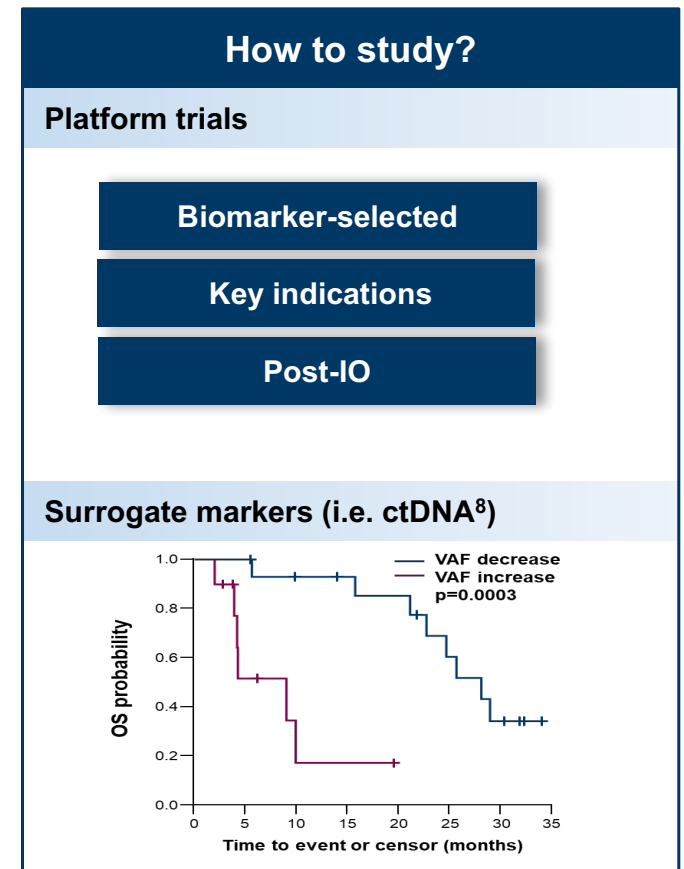 How to study?
Platform trials
Biomarker-selected
Key indications
Post-IO
Surrogate markers (i.e. ctDNA⁸)
VAF decrease
VAF increase
p=0.0003
OS probability
1.0
0.8
0.6
0.4
0.2
0.0
0 5 10 15 20 25 30 35
Time to event or censor (months)